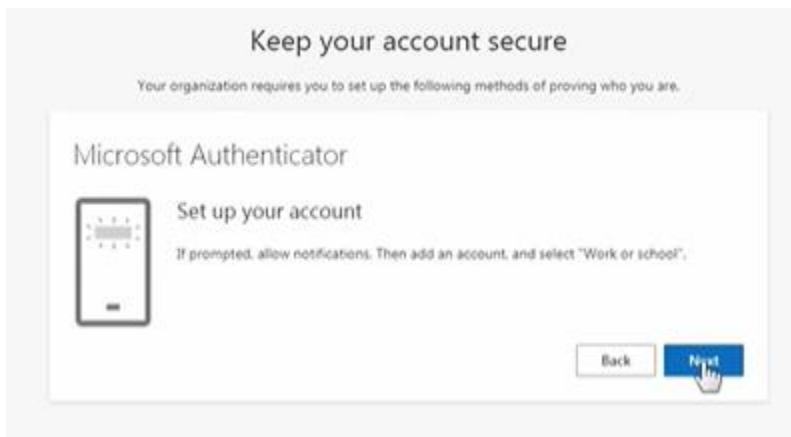 Keep your account secure
Your organization requires you to set up the following methods of proving who you are.
Microsoft Authenticator
Set up your account
If prompted, allow notifications. Then add an account, and select "Work or school".
Back
Next